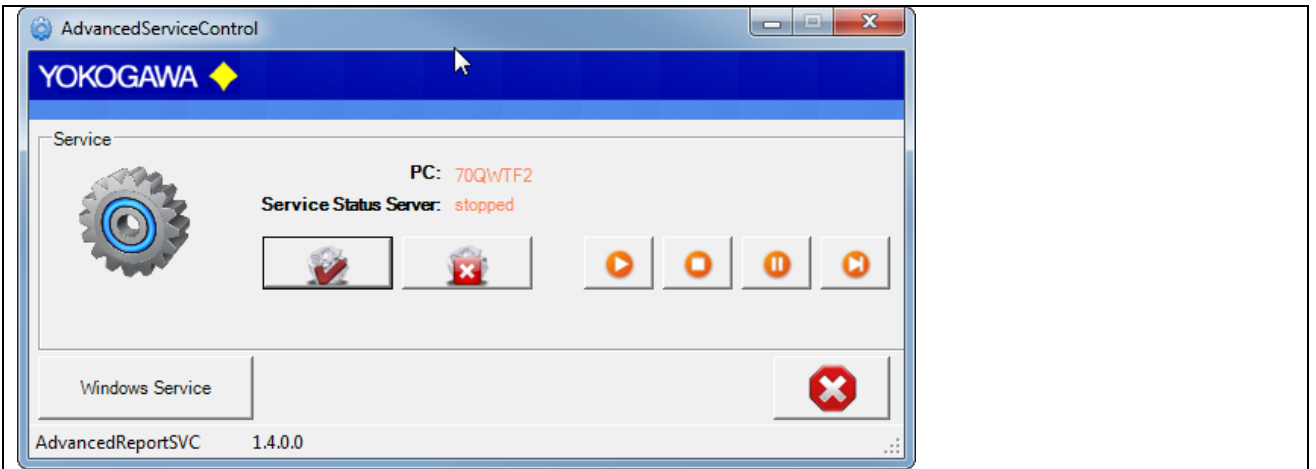 AdvancedServiceControl
YOKOGAWA
Service
PC: 70QWTF2
Service Status Server: stopped
Windows Service
AdvancedReportSVC 1.4.0.0